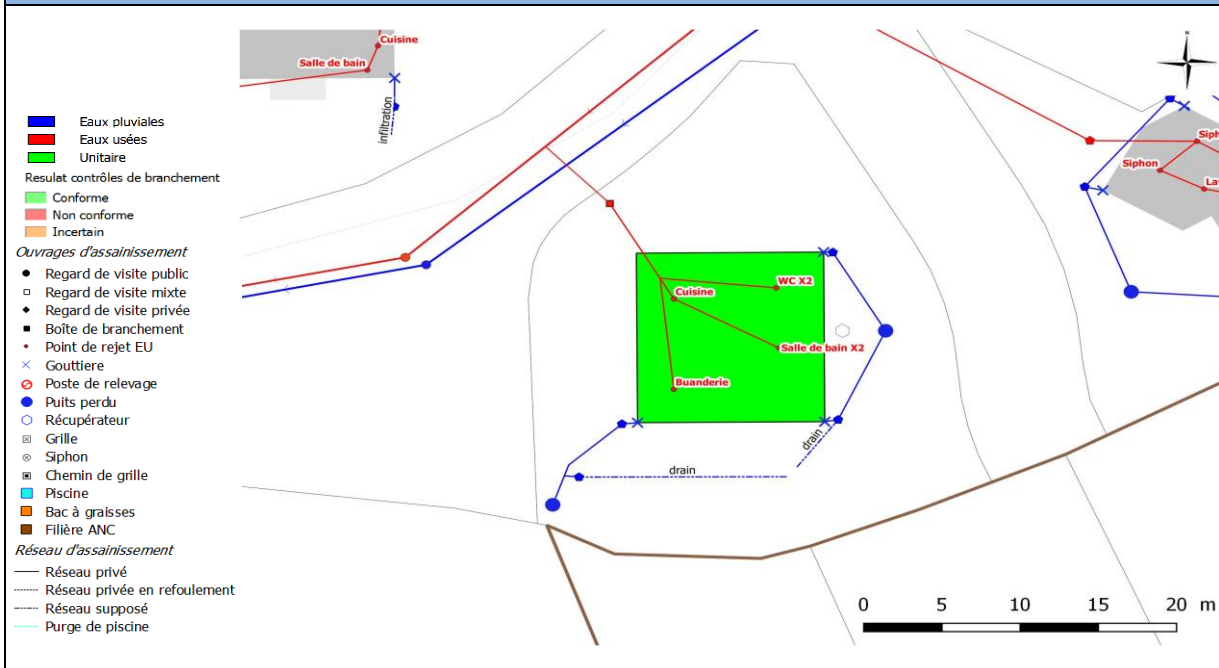 Eaux pluviales
Eaux usées
Unitaire
Resulat contrôles de branchement
Conforme
Non conforme
Incertain
Ouvrages d'assainissement
Regard de visite public
Regard de visite mixte
Regard de visite privée
Boîte de branchement
Point de rejet EU
Gouttiere
Poste de relevage
Puits perdu
Récupérateur
Grille
Siphon
Chemin de grille
Piscine
Bac à graisses
Filière ANC
Réseau d'assainissement
Réseau privé
Réseau privée en refoulement
Réseau supposé
Purge de piscine
Cuisine
Salle de bain
infiltration
N
Siph
Siphon
La
WC X2
Cuisine
Salle de bain X2
Buanderie
drain
drain
0 5 10 15 20 m